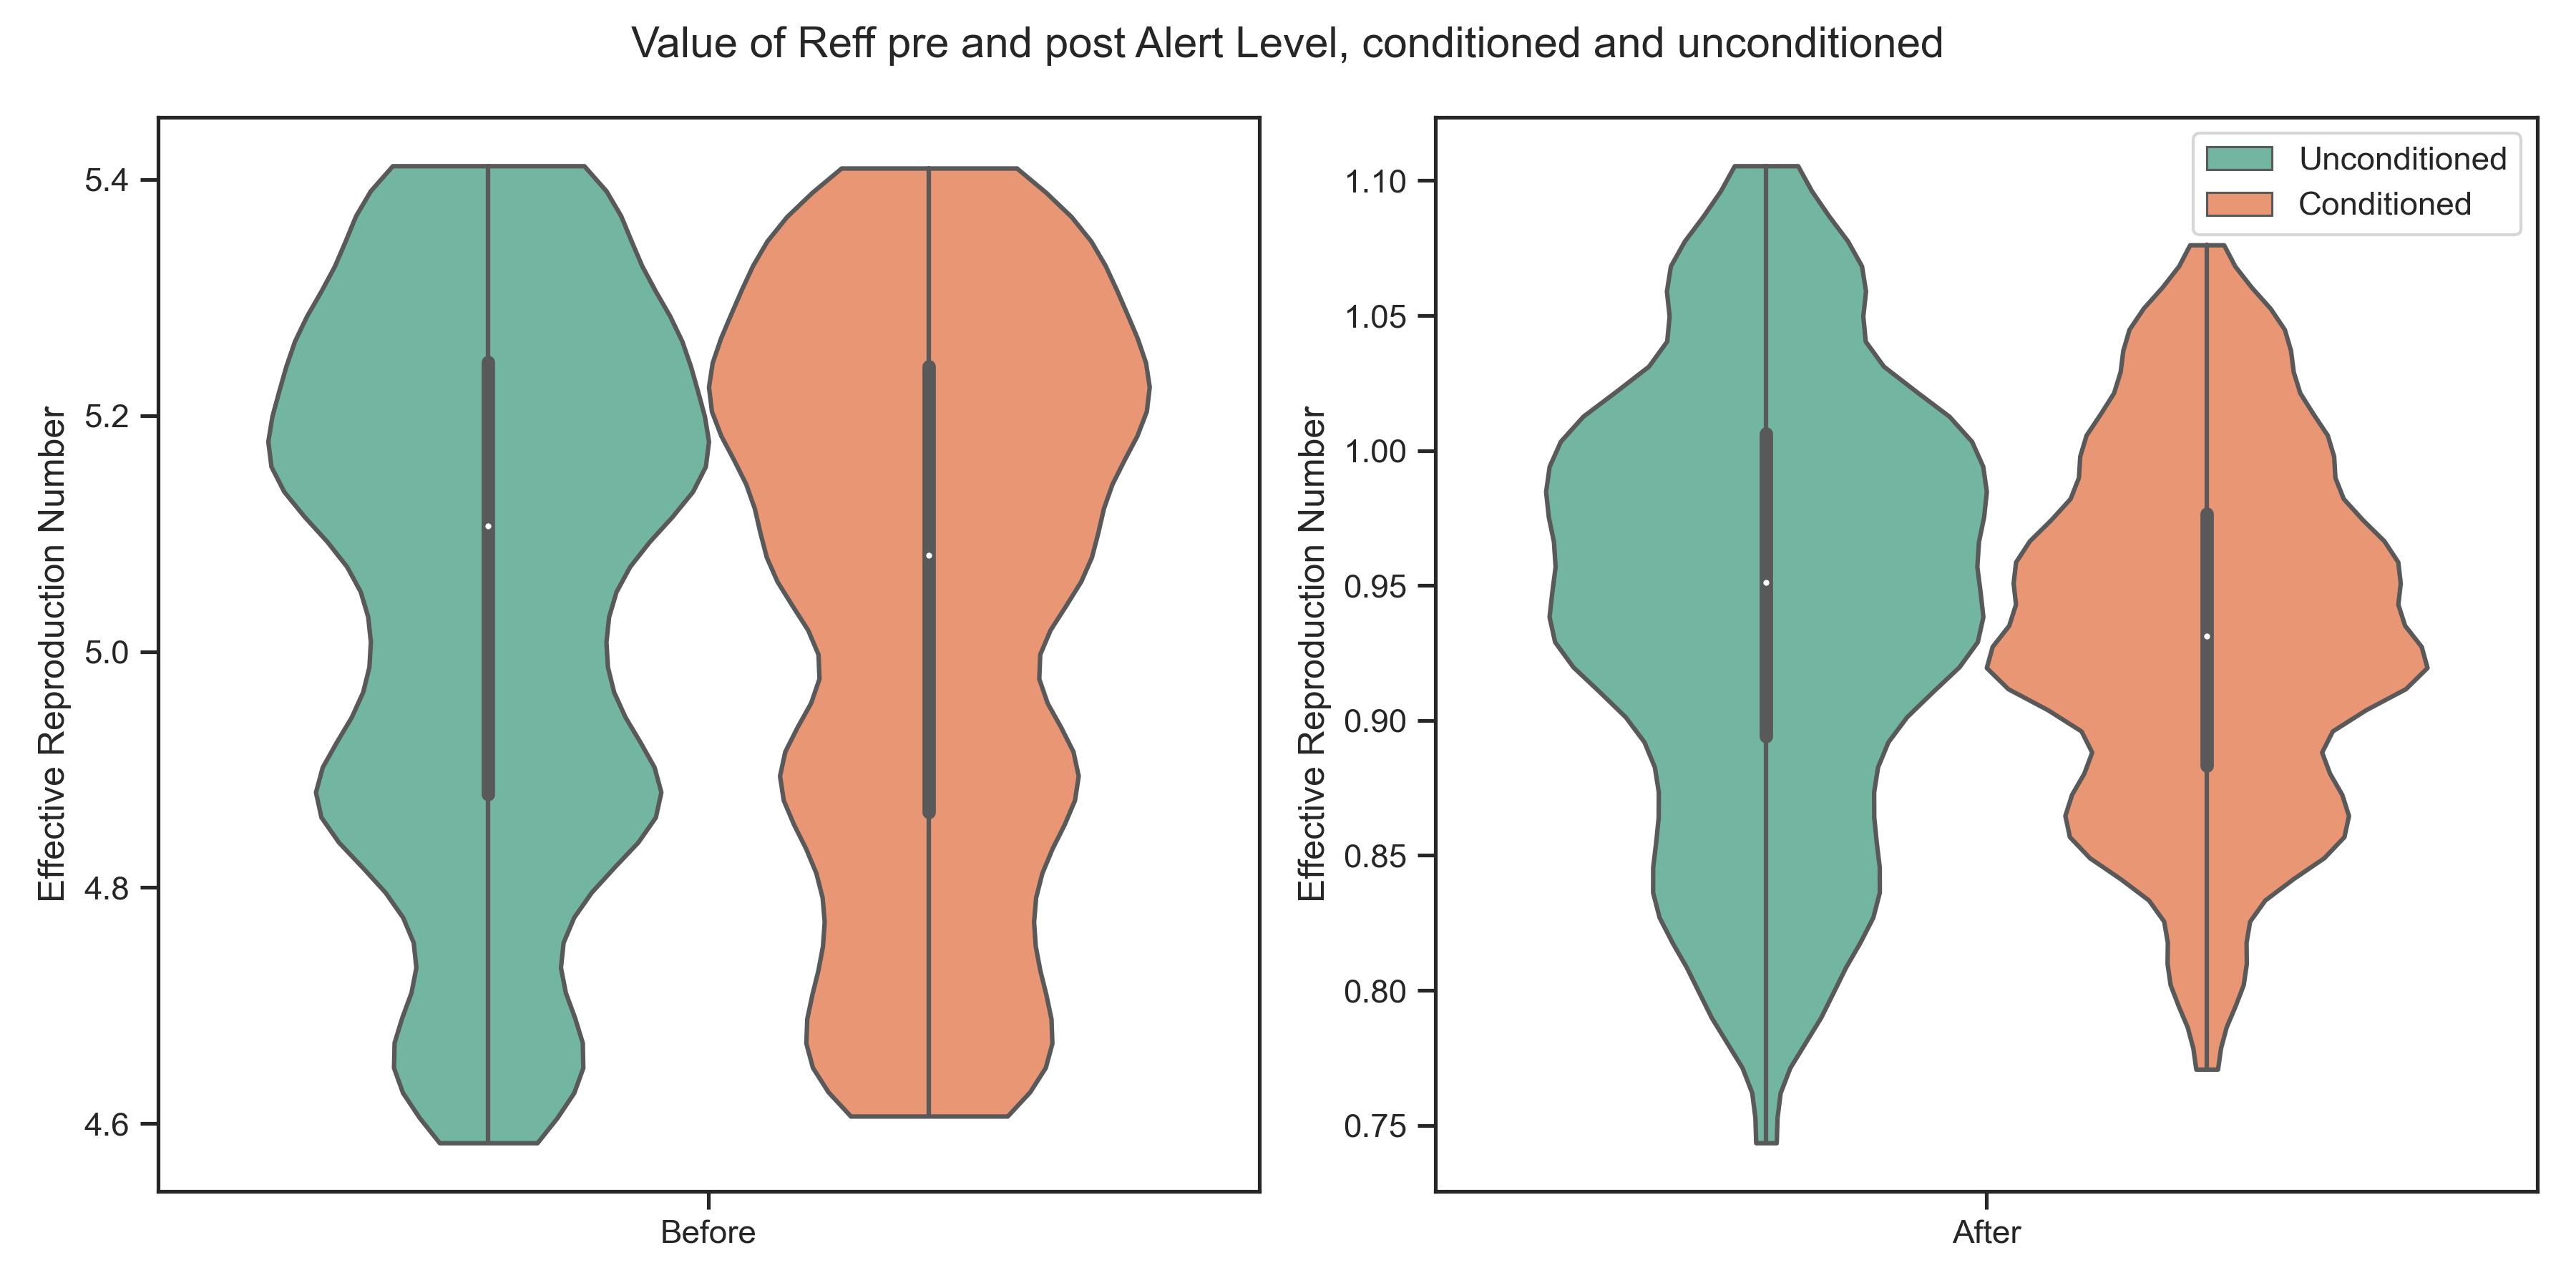 Value of Reff pre and post Alert Level, conditioned and unconditioned
Effective Reproduction Number
5.4
5.2
5.0
4.8
4.6
Before
Effective Reproduction Number
1.10
1.05
1.00
0.95
0.90
0.85
0.80
0.75
After
Unconditioned
Conditioned